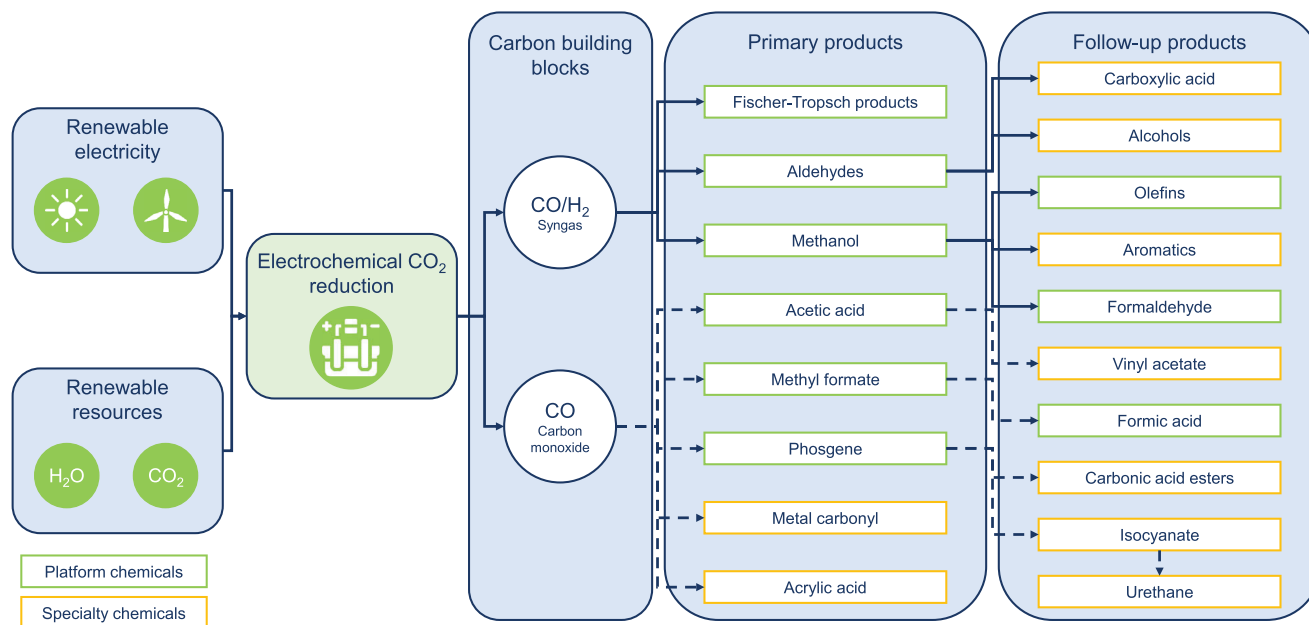 Renewable
electricity
Renewable
resources
H₂O
CO₂
Platform chemicals
Specialty chemicals
Electrochemical CO₂
reduction
+
−
Carbon building
blocks
CO/H₂
Syngas
CO
Carbon
monoxide
Primary products
Fischer-Tropsch products
Aldehydes
Methanol
Acetic acid
Methyl formate
Phosgene
Metal carbonyl
Acrylic acid
Follow-up products
Carboxylic acid
Alcohols
Olefins
Aromatics
Formaldehyde
Vinyl acetate
Formic acid
Carbonic acid esters
Isocyanate
Urethane